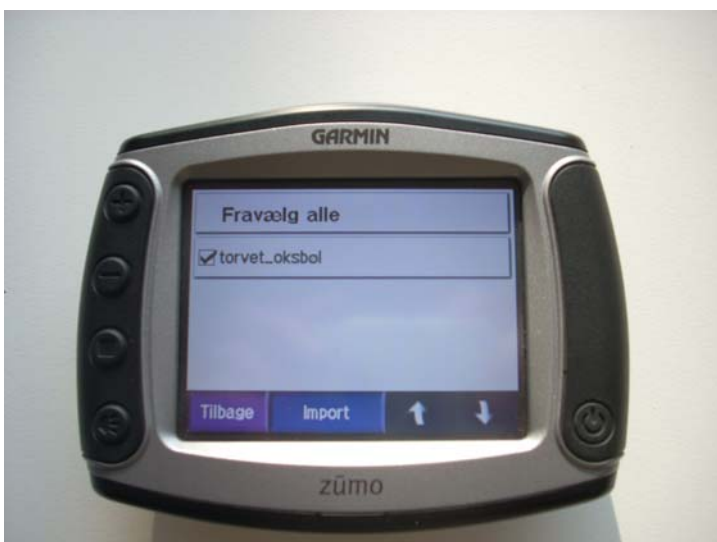 GARMIN
Fravælg alle
torvet_oksbøl
Tilbage Import
zūmo